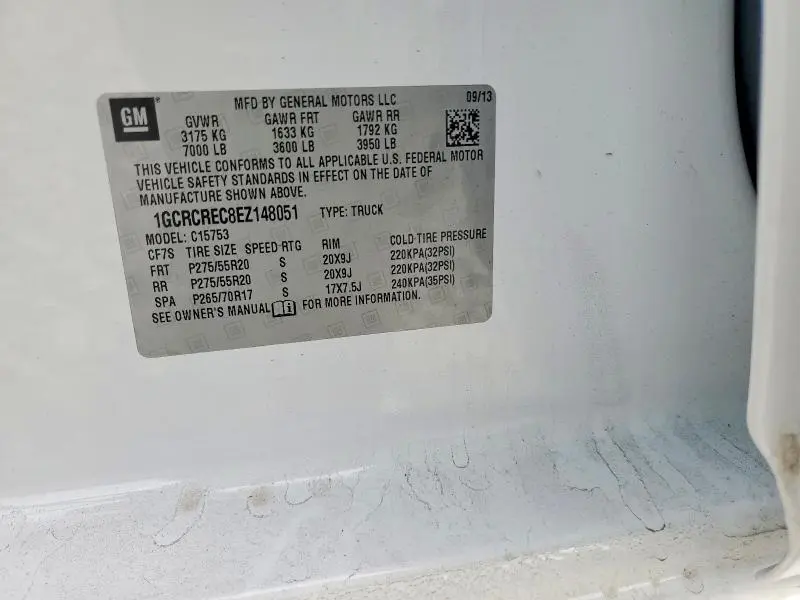 GM
MFD BY GENERAL MOTORS LLC 09/13
GVWR GAWR FRT GAWR RR
3175 KG 1633 KG 1792 KG
7000 LB 3600 LB 3950 LB
THIS VEHICLE CONFORMS TO ALL APPLICABLE U.S. FEDERAL MOTOR
VEHICLE SAFETY STANDARDS IN EFFECT ON THE DATE OF
MANUFACTURE SHOWN ABOVE.
1GCRCREC8EZ148051 TYPE: TRUCK
MODEL: C15753
CF7S TIRE SIZE SPEED RTG RIM COLD TIRE PRESSURE
FRT P275/55R20 S 20X9J 220KPA(32PSI)
RR P275/55R20 S 20X9J 220KPA(32PSI)
SPA P265/70R17 S 17X7.5J 240KPA(35PSI)
SEE OWNER'S MANUAL FOR MORE INFORMATION.